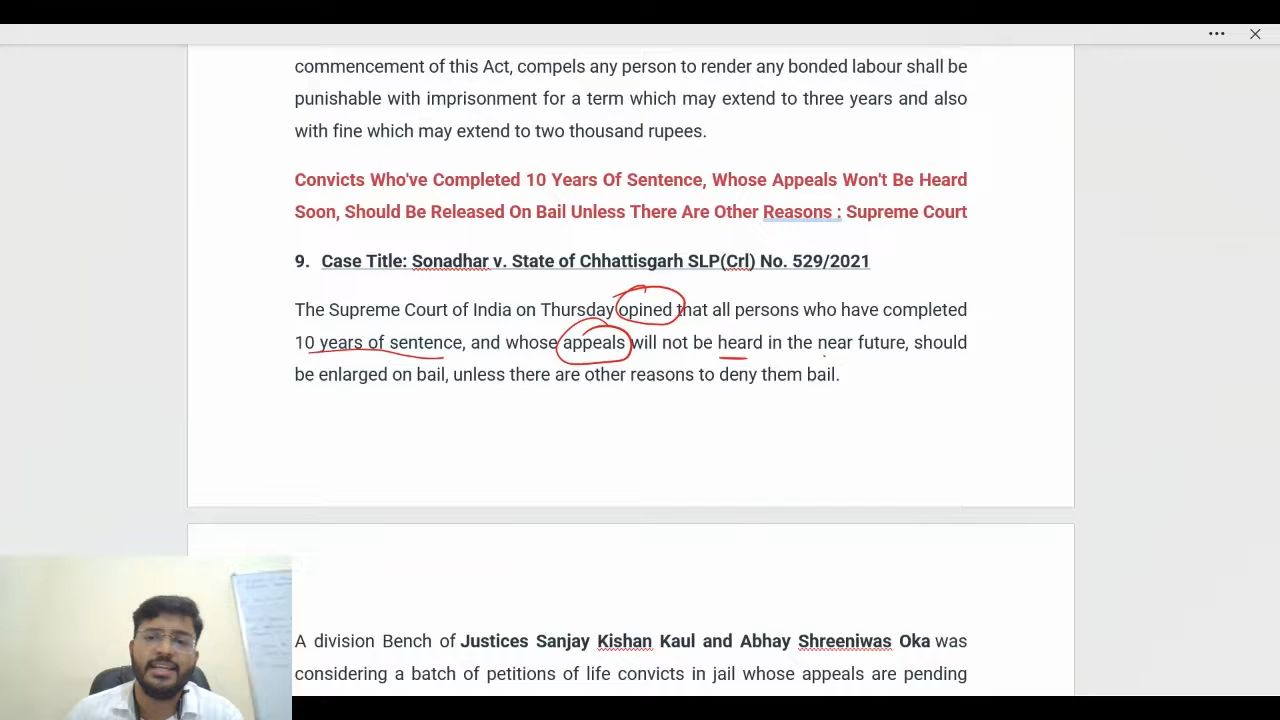 commencement of this Act, compels any person to render any bonded labour shall be
punishable with imprisonment for a term which may extend to three years and also
with fine which may extend to two thousand rupees.
Convicts Who've Completed 10 Years Of Sentence, Whose Appeals Won't Be Heard
Soon, Should Be Released On Bail Unless There Are Other Reasons : Supreme Court
9. Case Title: Sonadhar v. State of Chhattisgarh SLP(Crl) No. 529/2021
The Supreme Court of India on Thursday opined that all persons who have completed
10 years of sentence, and whose appeals will not be heard in the near future, should
be enlarged on bail, unless there are other reasons to deny them bail.
A division Bench of Justices Sanjay Kishan Kaul and Abhay Shreeniwas Oka was
considering a batch of petitions of life convicts in jail whose appeals are pending